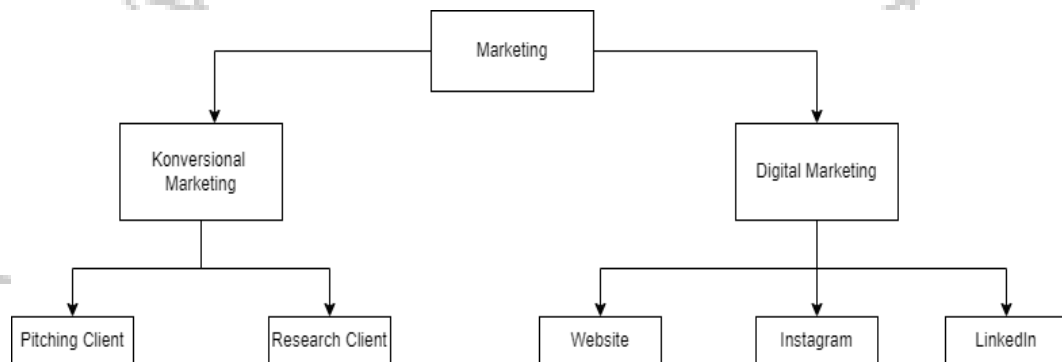 Marketing
Konversional
Marketing
Digital Marketing
Pitching Client
Research Client
Website
Instagram
LinkedIn